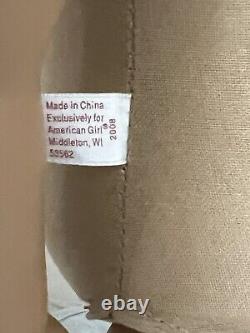 Made in China
Exclusively for
American Girl®
Middleton, WI
53562
2008